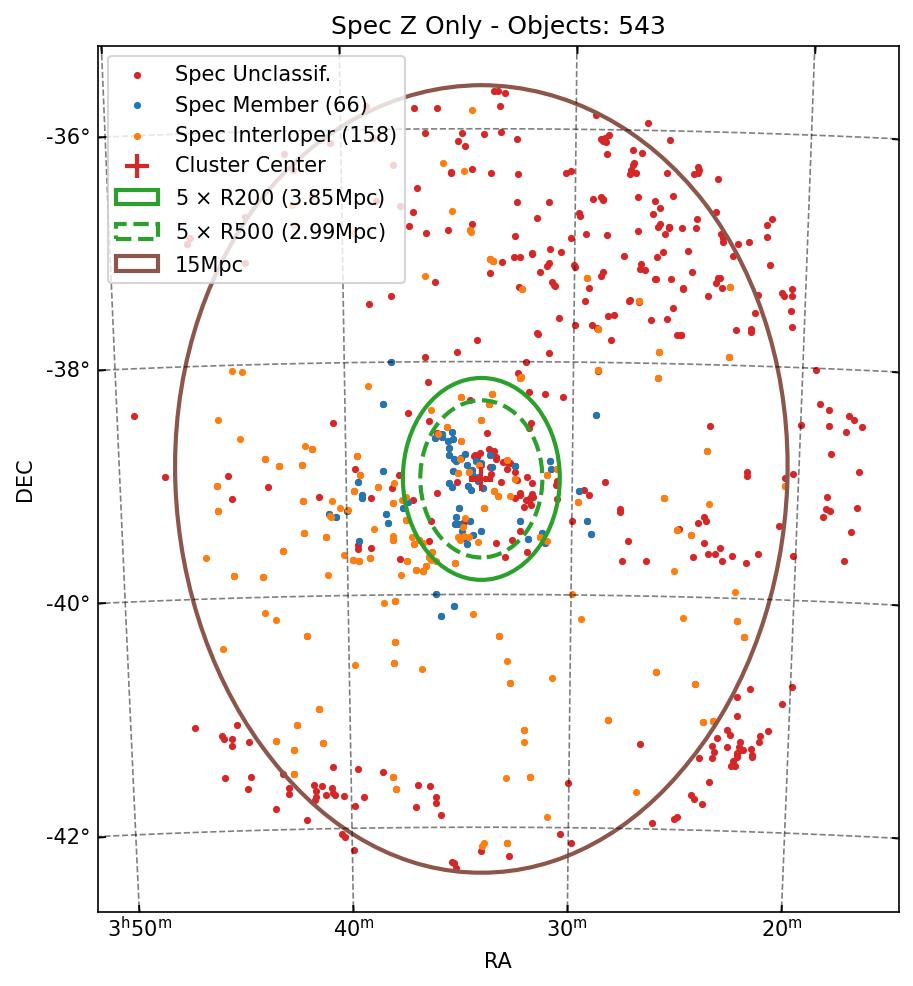 Spec Z Only - Objects: 543
Spec Unclassif.
Spec Member (66)
Spec Interloper (158)
Cluster Center
5 × R200 (3.85Mpc)
5 × R500 (2.99Mpc)
15Mpc
-36°
-38°
-40°
-42°
DEC
3ʰ50ᵐ 40ᵐ 30ᵐ 20ᵐ
RA